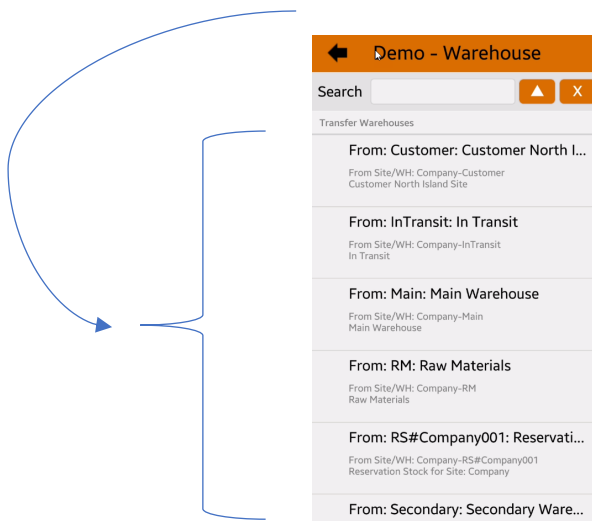 Demo - Warehouse
Search
X
Transfer Warehouses
From: Customer: Customer North I...
From Site/WH: Company-Customer
Customer North Island Site
From: InTransit: In Transit
From Site/WH: Company-InTransit
In Transit
From: Main: Main Warehouse
From Site/WH: Company-Main
Main Warehouse
From: RM: Raw Materials
From Site/WH: Company-RM
Raw Materials
From: RS#Company001: Reservati...
From Site/WH: Company-RS#Company001
Reservation Stock for Site: Company
From: Secondary: Secondary Ware...